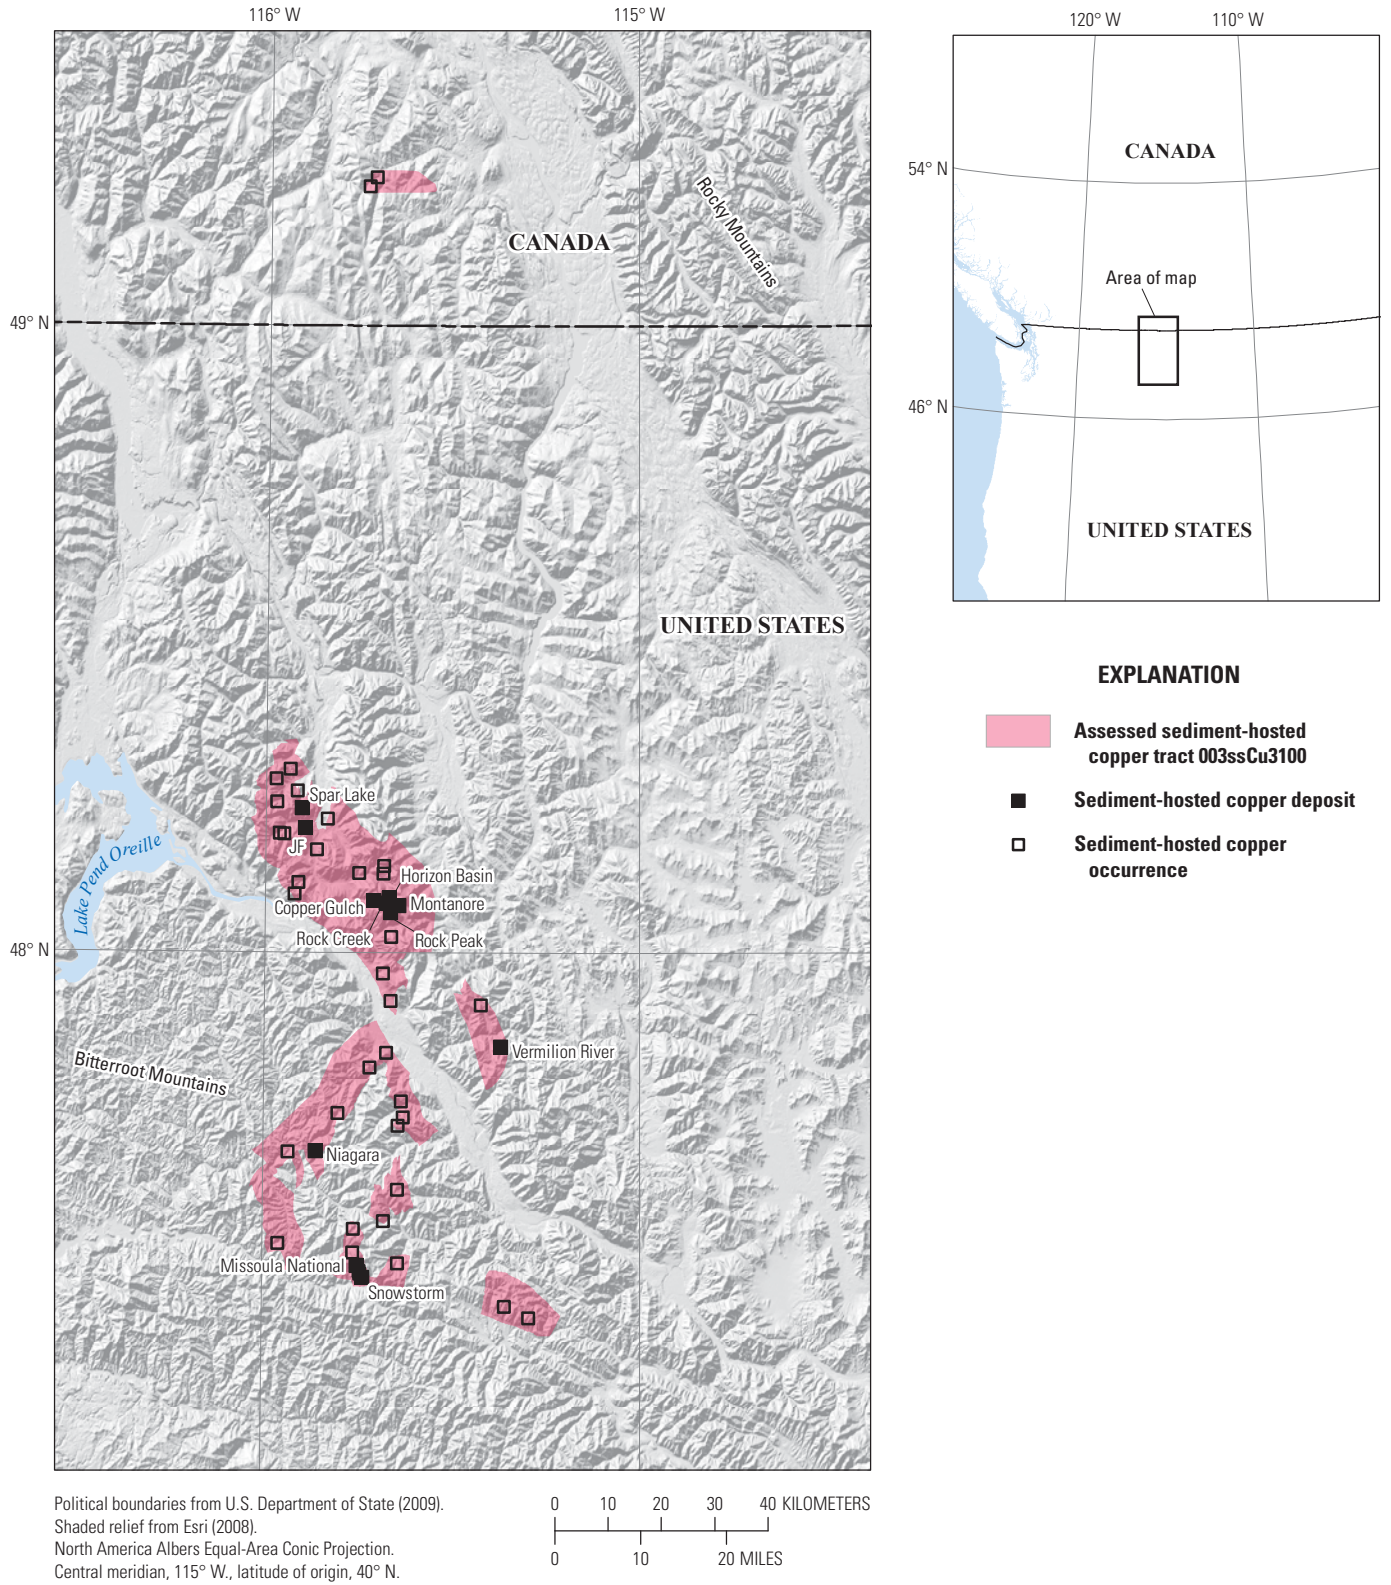 116° W
115° W
120° W
110° W
CANADA
54° N
Rocky Mountains
CANADA
Area of map
49° N
46° N
UNITED STATES
UNITED STATES
EXPLANATION
Assessed sediment-hosted
copper tract 003ssCu3100
Sediment-hosted copper deposit
Sediment-hosted copper
occurrence
Spar Lake
JF
Lake Pend Oreille
Horizon Basin
Copper Gulch
Montanore
Rock Creek
Rock Peak
48° N
Vermilion River
Bitterroot Mountains
Niagara
Missoula National
Snowstorm
Political boundaries from U.S. Department of State (2009).
Shaded relief from Esri (2008).
North America Albers Equal-Area Conic Projection.
Central meridian, 115° W., latitude of origin, 40° N.
0 10 20 30 40 KILOMETERS
0 10 20 MILES